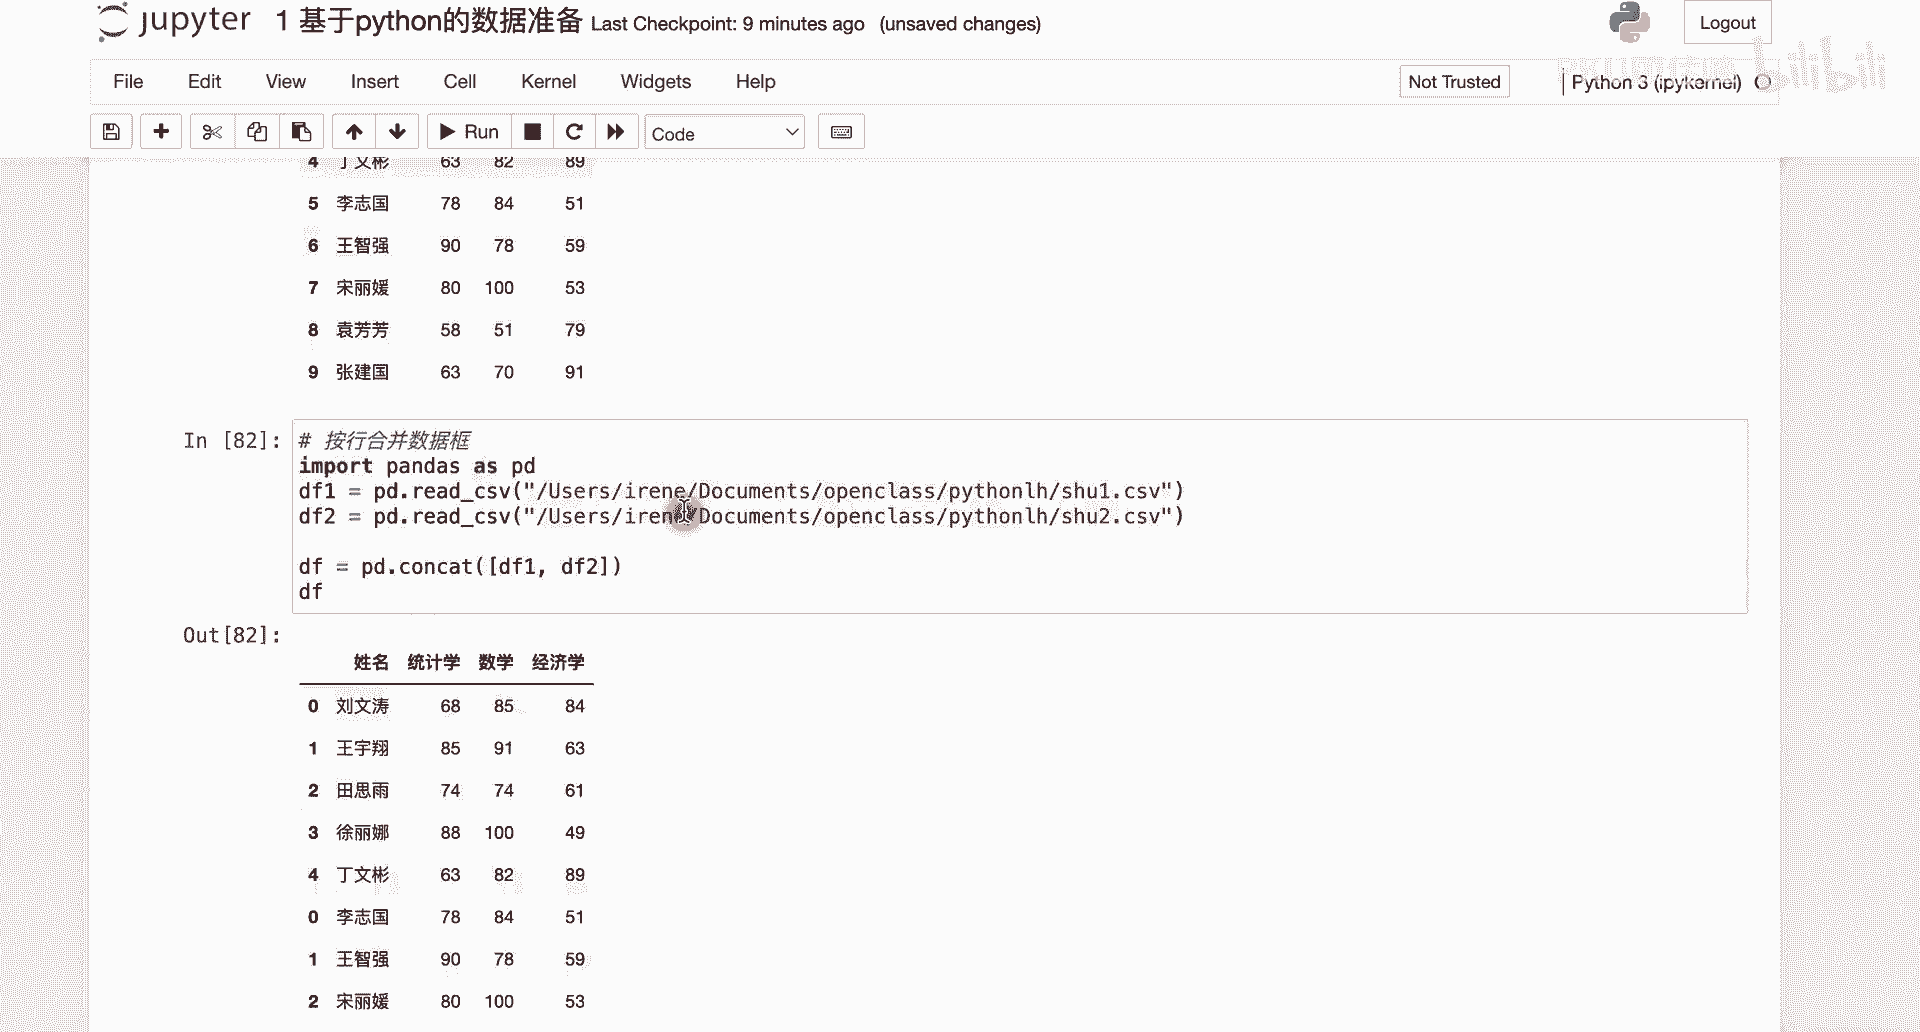 jupyter 1 基于python的数据准备 Last Checkpoint: 9 minutes ago (unsaved changes)
Logout
File Edit View Insert Cell Kernel Widgets Help
Not Trusted Python 3 (ipykernel)
bilibili
Run Code
4 丁文彬 63 82 89
5 李志国 78 84 51
6 王智强 90 78 59
7 宋丽媛 80 100 53
8 袁芳芳 58 51 79
9 张建国 63 70 91
In [82]: # 按行合并数据框
import pandas as pd
df1 = pd.read_csv("/Users/irene/Documents/openclass/pythonlh/shu1.csv")
df2 = pd.read_csv("/Users/irene/Documents/openclass/pythonlh/shu2.csv")
df = pd.concat([df1, df2])
df
Out[82]:
姓名 统计学 数学 经济学
0 刘文涛 68 85 84
1 王宇翔 85 91 63
2 田思雨 74 74 61
3 徐丽娜 88 100 49
4 丁文彬 63 82 89
0 李志国 78 84 51
1 王智强 90 78 59
2 宋丽媛 80 100 53